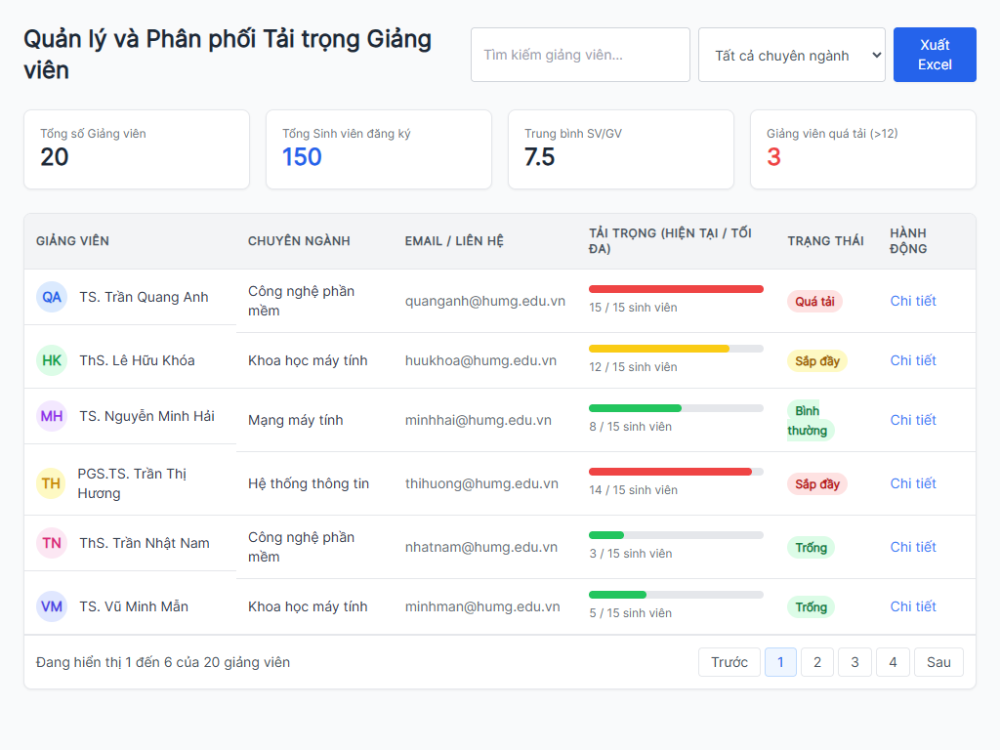 Quản lý và Phân phối Tải trọng Giảng
viên
Tìm kiếm giảng viên...
Tất cả chuyên ngành
Xuất
Excel
Tổng số Giảng viên
20
Tổng Sinh viên đăng ký
150
Trung bình SV/GV
7.5
Giảng viên quá tải (>12)
3
GIẢNG VIÊN
CHUYÊN NGÀNH
EMAIL / LIÊN HỆ
TẢI TRỌNG (HIỆN TẠI / TỐI
ĐA)
TRẠNG THÁI
HÀNH
ĐỘNG
QA
TS. Trần Quang Anh
Công nghệ phần
mềm
quanganh@humg.edu.vn
15 / 15 sinh viên
Quá tải
Chi tiết
HK
ThS. Lê Hữu Khóa
Khoa học máy tính
huukhoa@humg.edu.vn
12 / 15 sinh viên
Sắp đầy
Chi tiết
MH
TS. Nguyễn Minh Hải
Mạng máy tính
minhhai@humg.edu.vn
8 / 15 sinh viên
Bình
thường
Chi tiết
TH
PGS.TS. Trần Thị
Hương
Hệ thống thông tin
thihuong@humg.edu.vn
14 / 15 sinh viên
Sắp đầy
Chi tiết
TN
ThS. Trần Nhật Nam
Công nghệ phần
mềm
nhatnam@humg.edu.vn
3 / 15 sinh viên
Trống
Chi tiết
VM
TS. Vũ Minh Mẫn
Khoa học máy tính
minhman@humg.edu.vn
5 / 15 sinh viên
Trống
Chi tiết
Đang hiển thị 1 đến 6 của 20 giảng viên
Trước
1
2
3
4
Sau